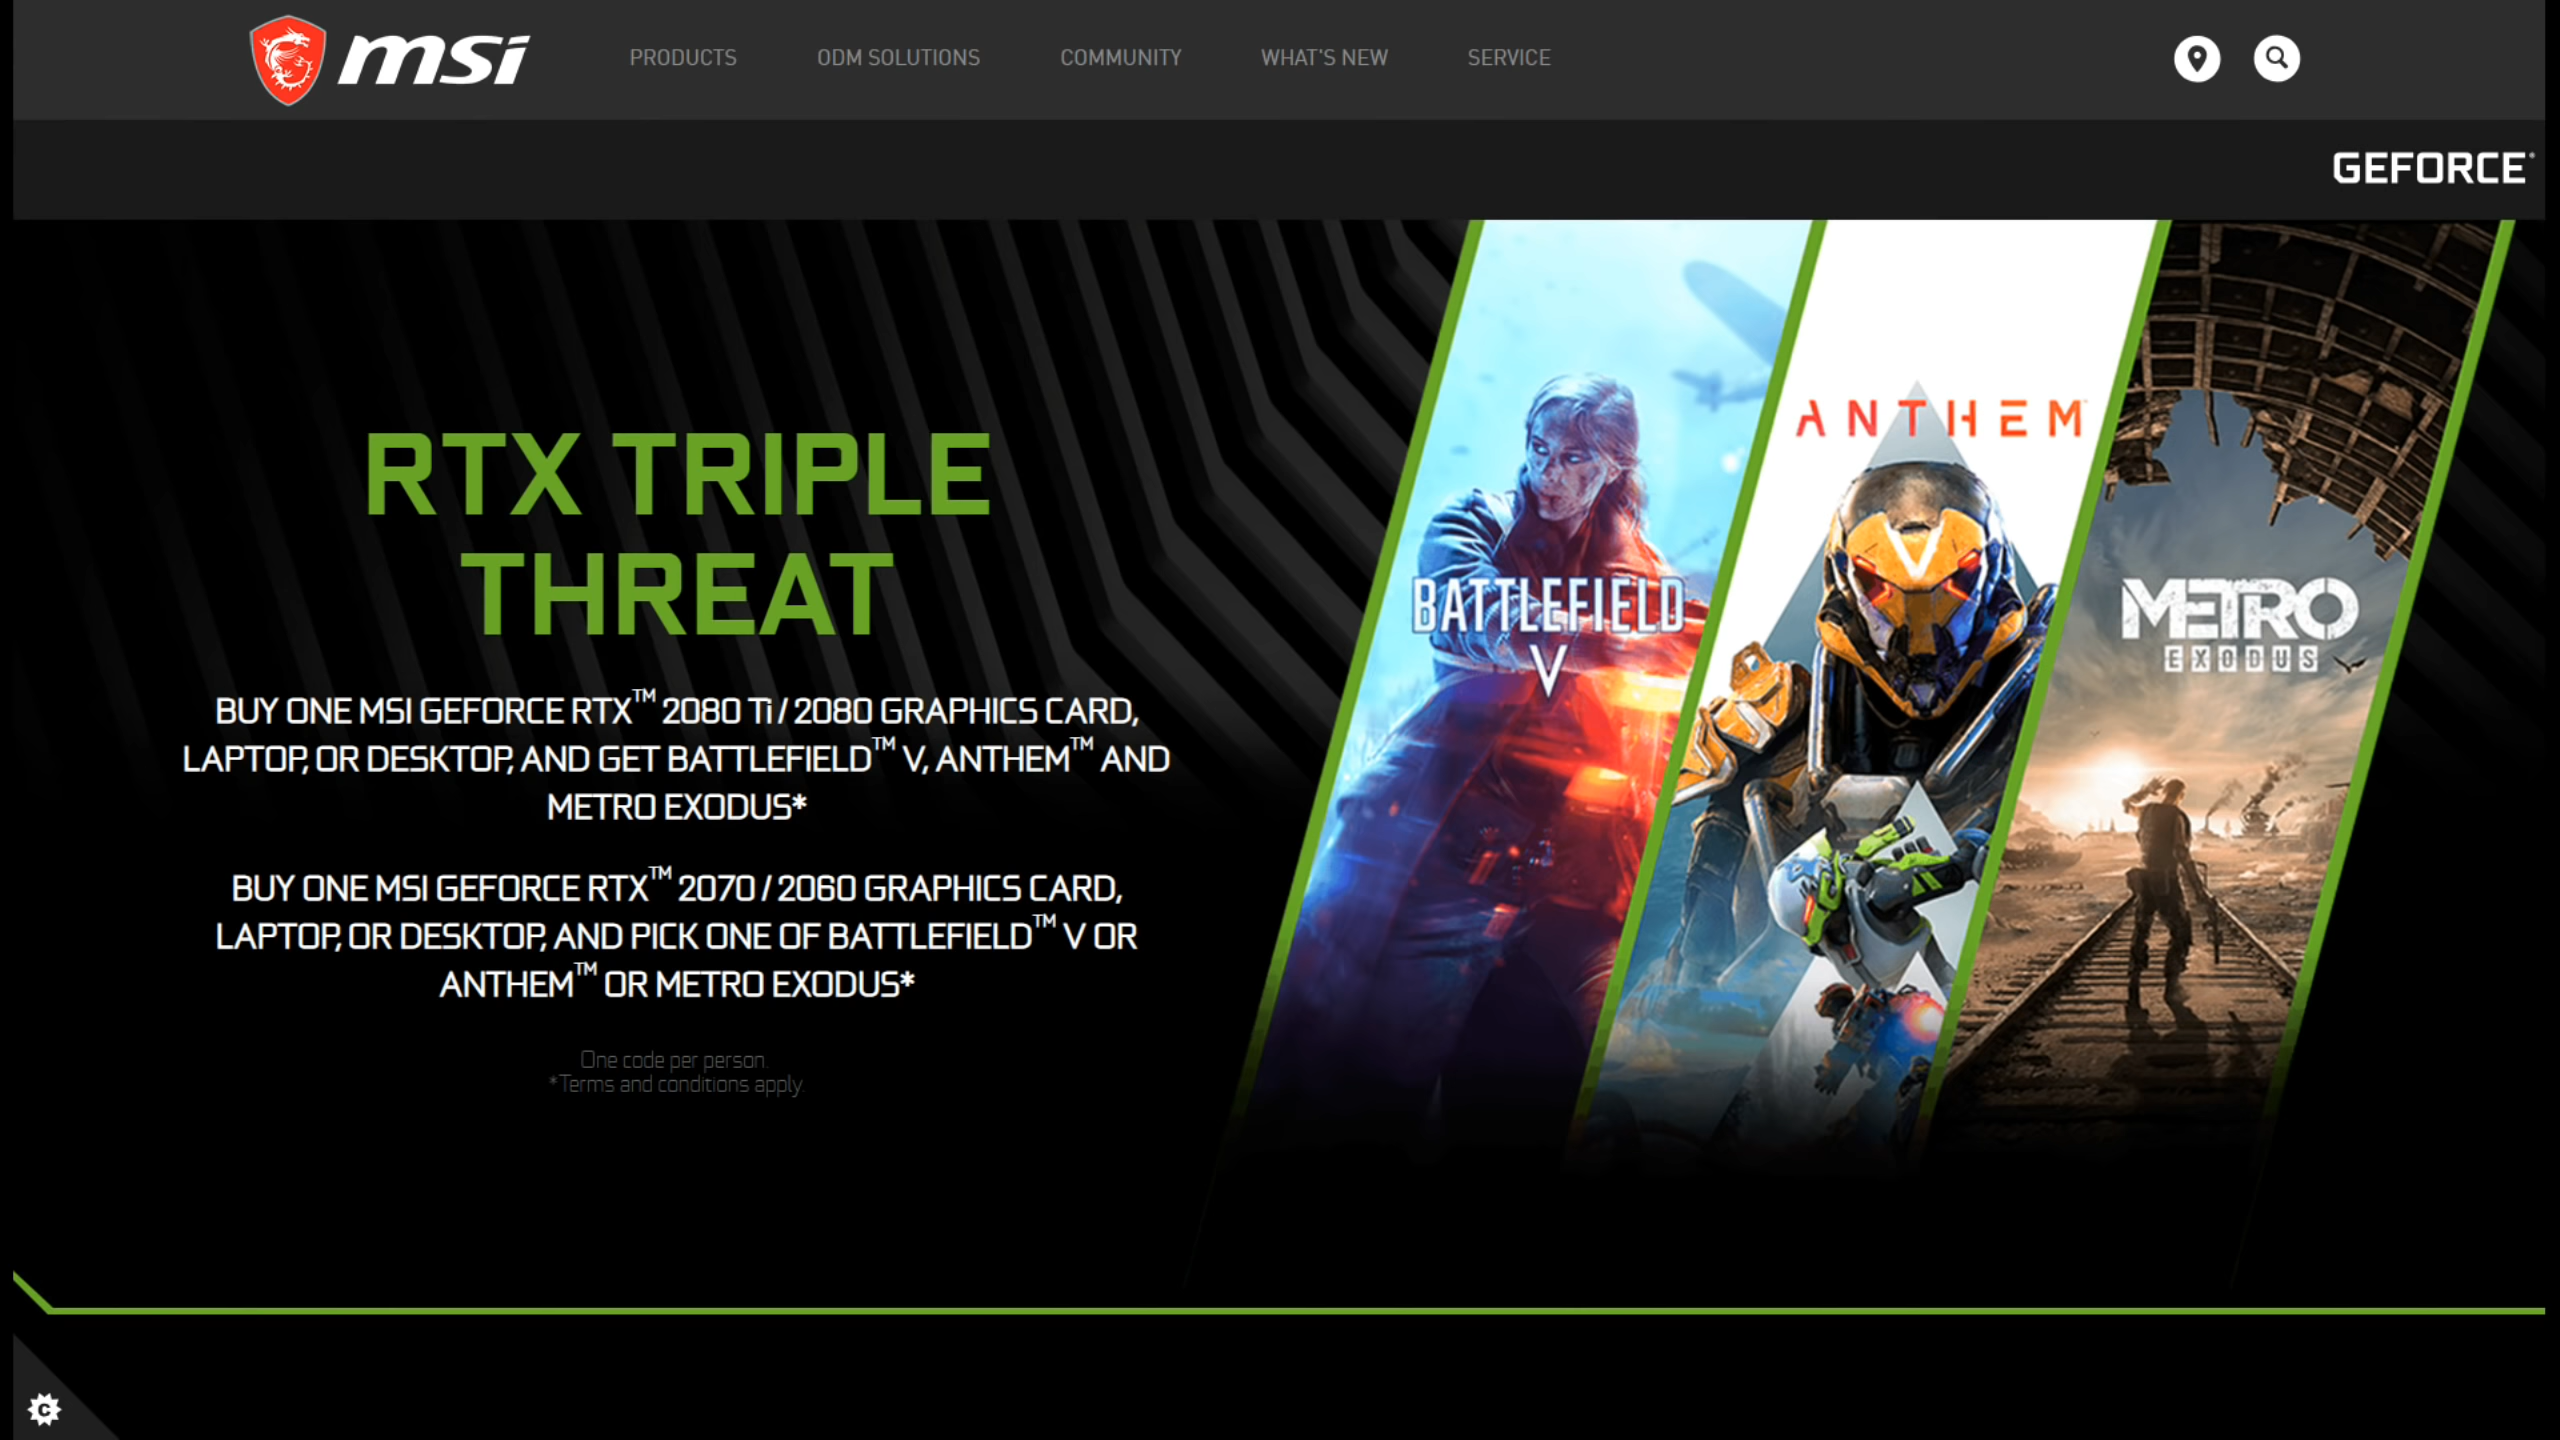 msi
PRODUCTS
ODM SOLUTIONS
COMMUNITY
WHAT'S NEW
SERVICE
GEFORCE
RTX TRIPLE
THREAT
BUY ONE MSI GEFORCE RTX™ 2080 Ti / 2080 GRAPHICS CARD,
LAPTOP, OR DESKTOP, AND GET BATTLEFIELD™ V, ANTHEM™ AND
METRO EXODUS*
BUY ONE MSI GEFORCE RTX™ 2070 / 2060 GRAPHICS CARD,
LAPTOP, OR DESKTOP, AND PICK ONE OF BATTLEFIELD™ V OR
ANTHEM™ OR METRO EXODUS*
One code per person.
*Terms and conditions apply.
BATTLEFIELD
V
ANTHEM
METRO
EXODUS
C